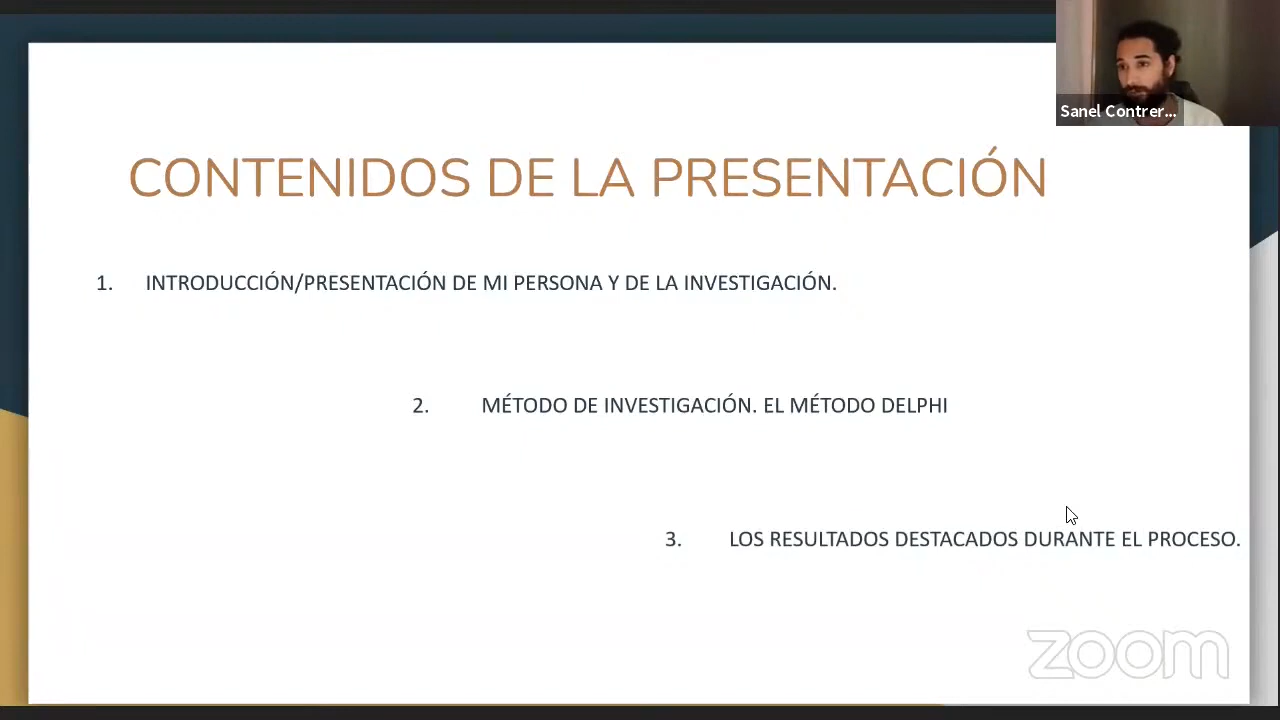 Sanel Contrer...
CONTENIDOS DE LA PRESENTACIÓN
1. INTRODUCCIÓN/PRESENTACIÓN DE MI PERSONA Y DE LA INVESTIGACIÓN.
2. MÉTODO DE INVESTIGACIÓN. EL MÉTODO DELPHI
3. LOS RESULTADOS DESTACADOS DURANTE EL PROCESO.
zoom